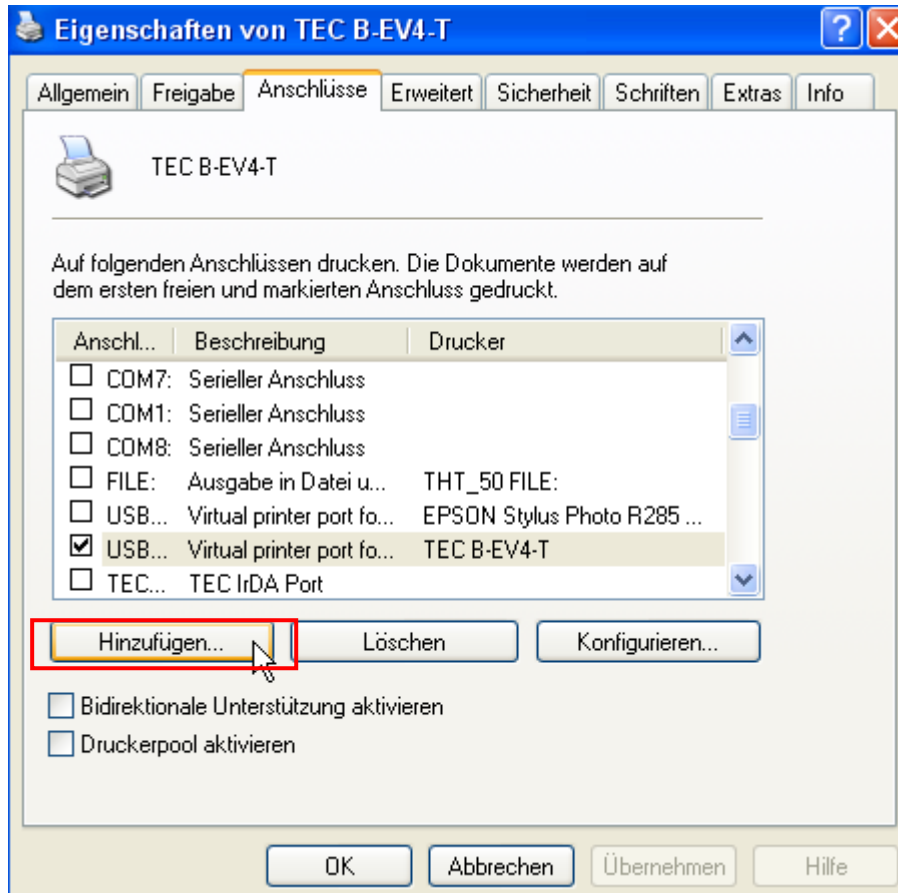 Eigenschaften von TEC B-EV4-T
Allgemein Freigabe Anschlüsse Erweitert Sicherheit Schriften Extras Info
TEC B-EV4-T
Auf folgenden Anschlüssen drucken. Die Dokumente werden auf
dem ersten freien und markierten Anschluss gedruckt.
Anschl... Beschreibung Drucker
COM7: Serieller Anschluss
COM1: Serieller Anschluss
COM8: Serieller Anschluss
FILE: Ausgabe in Datei u... THT_50 FILE:
USB... Virtual printer port fo... EPSON Stylus Photo R285 ...
USB... Virtual printer port fo... TEC B-EV4-T
TEC... TEC IrDA Port
Hinzufügen... Löschen Konfigurieren...
Bidirektionale Unterstützung aktivieren
Druckerpool aktivieren
OK Abbrechen Übernehmen Hilfe